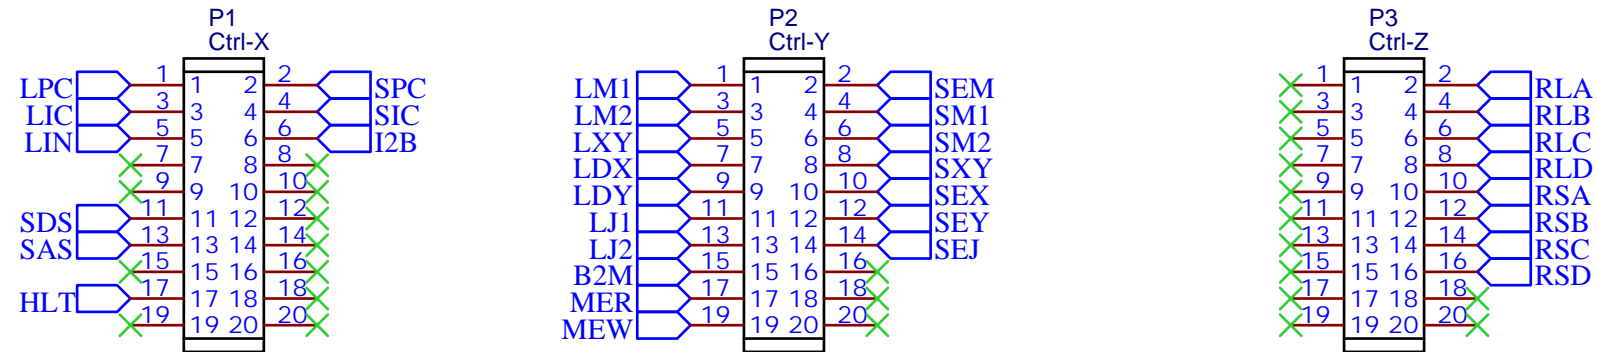 P1 P2 P3
Ctrl-X Ctrl-Y Ctrl-Z
LPC 1 1 2 2 SPC LM1 1 1 2 2 SEM 1 1 2 2 RLA
LIC 3 3 4 4 SIC LM2 3 3 4 4 SM1 3 3 4 4 RLB
LIN 5 5 6 6 I2B LXY 5 5 6 6 SM2 5 5 6 6 RLC
7 7 8 8 LDX 7 7 8 8 SXY 7 7 8 8 RLD
9 9 10 10 LDY 9 9 10 10 SEX 9 9 10 10 RSA
SDS 11 11 12 12 LJ1 11 11 12 12 SEY 11 11 12 12 RSB
SAS 13 13 14 14 LJ2 13 13 14 14 SEJ 13 13 14 14 RSC
15 15 16 16 B2M 15 15 16 16 15 15 16 16 RSD
HLT 17 17 18 18 MER 17 17 18 18 17 17 18 18
19 19 20 20 MEW 19 19 20 20 19 19 20 20